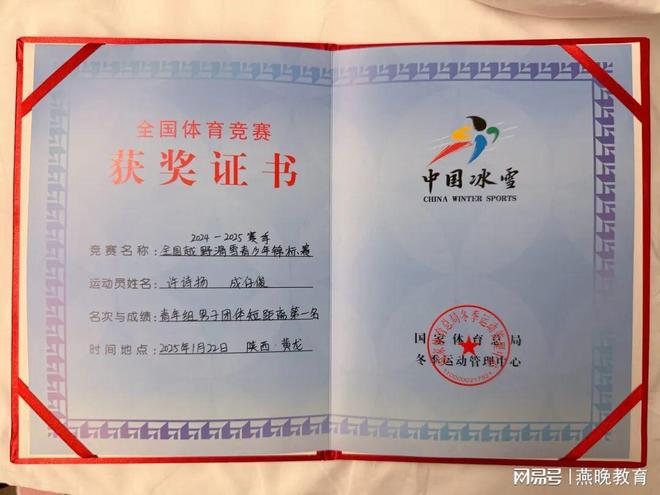 全国体育竞赛
获奖证书
2024-2025赛季
竞赛名称：全国越野滑雪青少年锦标赛
运动员姓名：许诗扬 成仔俊
名次与成绩：青年组男子团体短距离第一名
时间地点：2025年1月22日 陕西·黄龙
中国冰雪
CHINA WINTER SPORTS
国家体育总局
冬季运动管理中心
网易号 | 燕晚教育